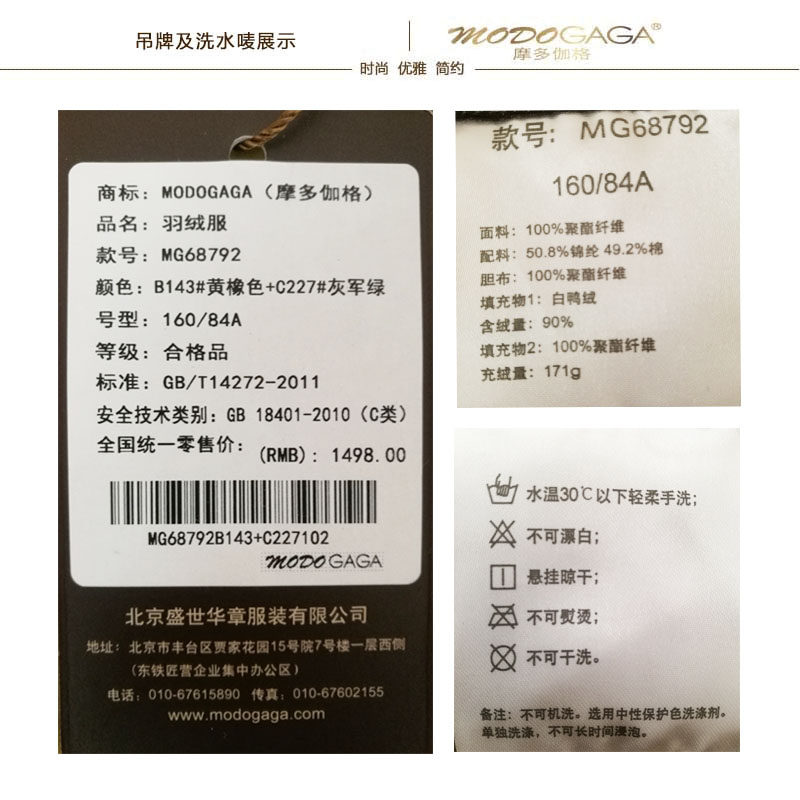 吊牌及洗水唛展示
MODOGAGA®
摩多伽格
时尚 优雅 简约
商标：MODOGAGA（摩多伽格）
品名：羽绒服
款号：MG68792
颜色：B143#黄橡色+C227#灰军绿
号型：160/84A
等级：合格品
标准：GB/T14272-2011
安全技术类别：GB 18401-2010（C类）
全国统一零售价：(RMB)：1498.00
MG68792B143+C227102
MODOGAGA
北京盛世华章服装有限公司
地址：北京市丰台区贾家花园15号院7号楼一层西侧
（东铁匠营企业集中办公区）
电话：010-67615890 传真：010-67602155
www.modogaga.com
款号：MG68792
160/84A
面料：100%聚酯纤维
配料：50.8%锦纶 49.2%棉
胆布：100%聚酯纤维
填充物1：白鸭绒
含绒量：90%
填充物2：100%聚酯纤维
充绒量：171g
水温30℃以下轻柔手洗；
不可漂白；
悬挂晾干；
不可熨烫；
不可干洗。
备注：不可机洗。选用中性保护色洗涤剂。
单独洗涤，不可长时间浸泡。